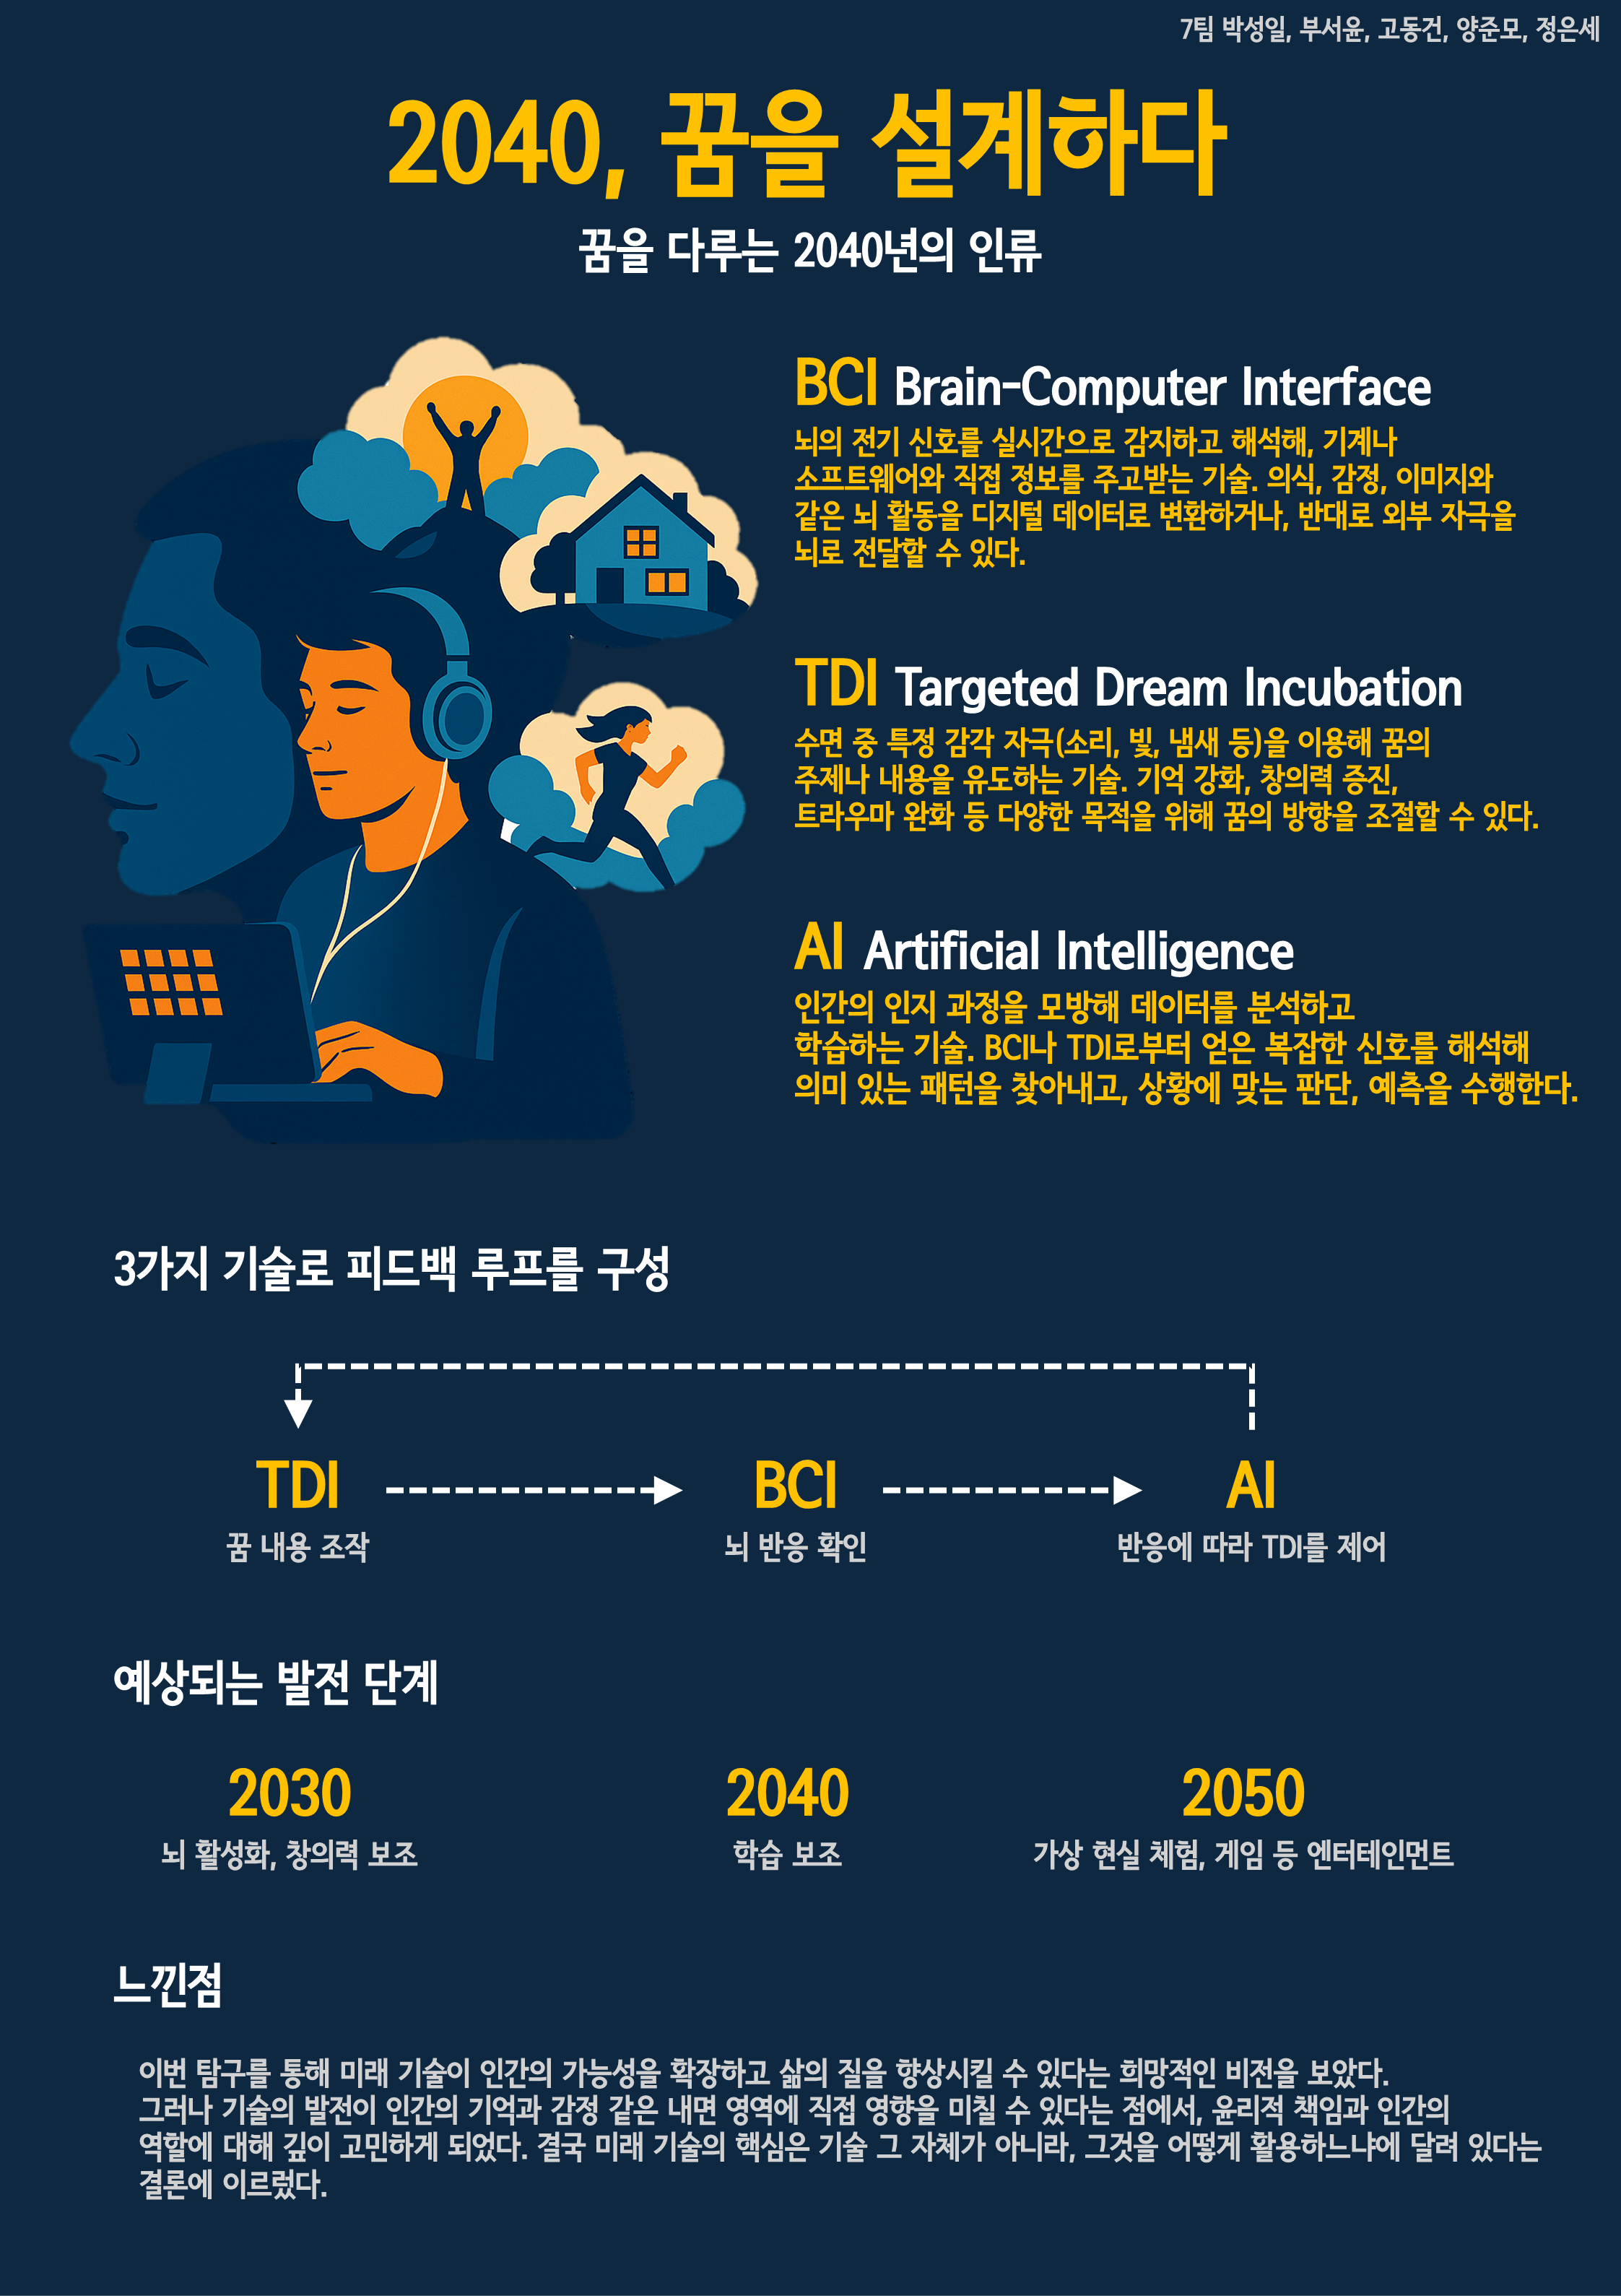 7팀 박성일, 부서윤, 고동건, 양준모, 정은세
2040, 꿈을 설계하다
꿈을 다루는 2040년의 인류
BCI Brain-Computer Interface
뇌의 전기 신호를 실시간으로 감지하고 해석해, 기계나
소프트웨어와 직접 정보를 주고받는 기술. 의식, 감정, 이미지와
같은 뇌 활동을 디지털 데이터로 변환하거나, 반대로 외부 자극을
뇌로 전달할 수 있다.
TDI Targeted Dream Incubation
수면 중 특정 감각 자극(소리, 빛, 냄새 등)을 이용해 꿈의
주제나 내용을 유도하는 기술. 기억 강화, 창의력 증진,
트라우마 완화 등 다양한 목적을 위해 꿈의 방향을 조절할 수 있다.
AI Artificial Intelligence
인간의 인지 과정을 모방해 데이터를 분석하고
학습하는 기술. BCI나 TDI로부터 얻은 복잡한 신호를 해석해
의미 있는 패턴을 찾아내고, 상황에 맞는 판단, 예측을 수행한다.
3가지 기술로 피드백 루프를 구성
TDI
BCI
AI
꿈 내용 조작
뇌 반응 확인
반응에 따라 TDI를 제어
예상되는 발전 단계
2030
2040
2050
뇌 활성화, 창의력 보조
학습 보조
가상 현실 체험, 게임 등 엔터테인먼트
느낀점
이번 탐구를 통해 미래 기술이 인간의 가능성을 확장하고 삶의 질을 향상시킬 수 있다는 희망적인 비전을 보았다.
그러나 기술의 발전이 인간의 기억과 감정 같은 내면 영역에 직접 영향을 미칠 수 있다는 점에서, 윤리적 책임과 인간의
역할에 대해 깊이 고민하게 되었다. 결국 미래 기술의 핵심은 기술 그 자체가 아니라, 그것을 어떻게 활용하느냐에 달려 있다는
결론에 이르렀다.